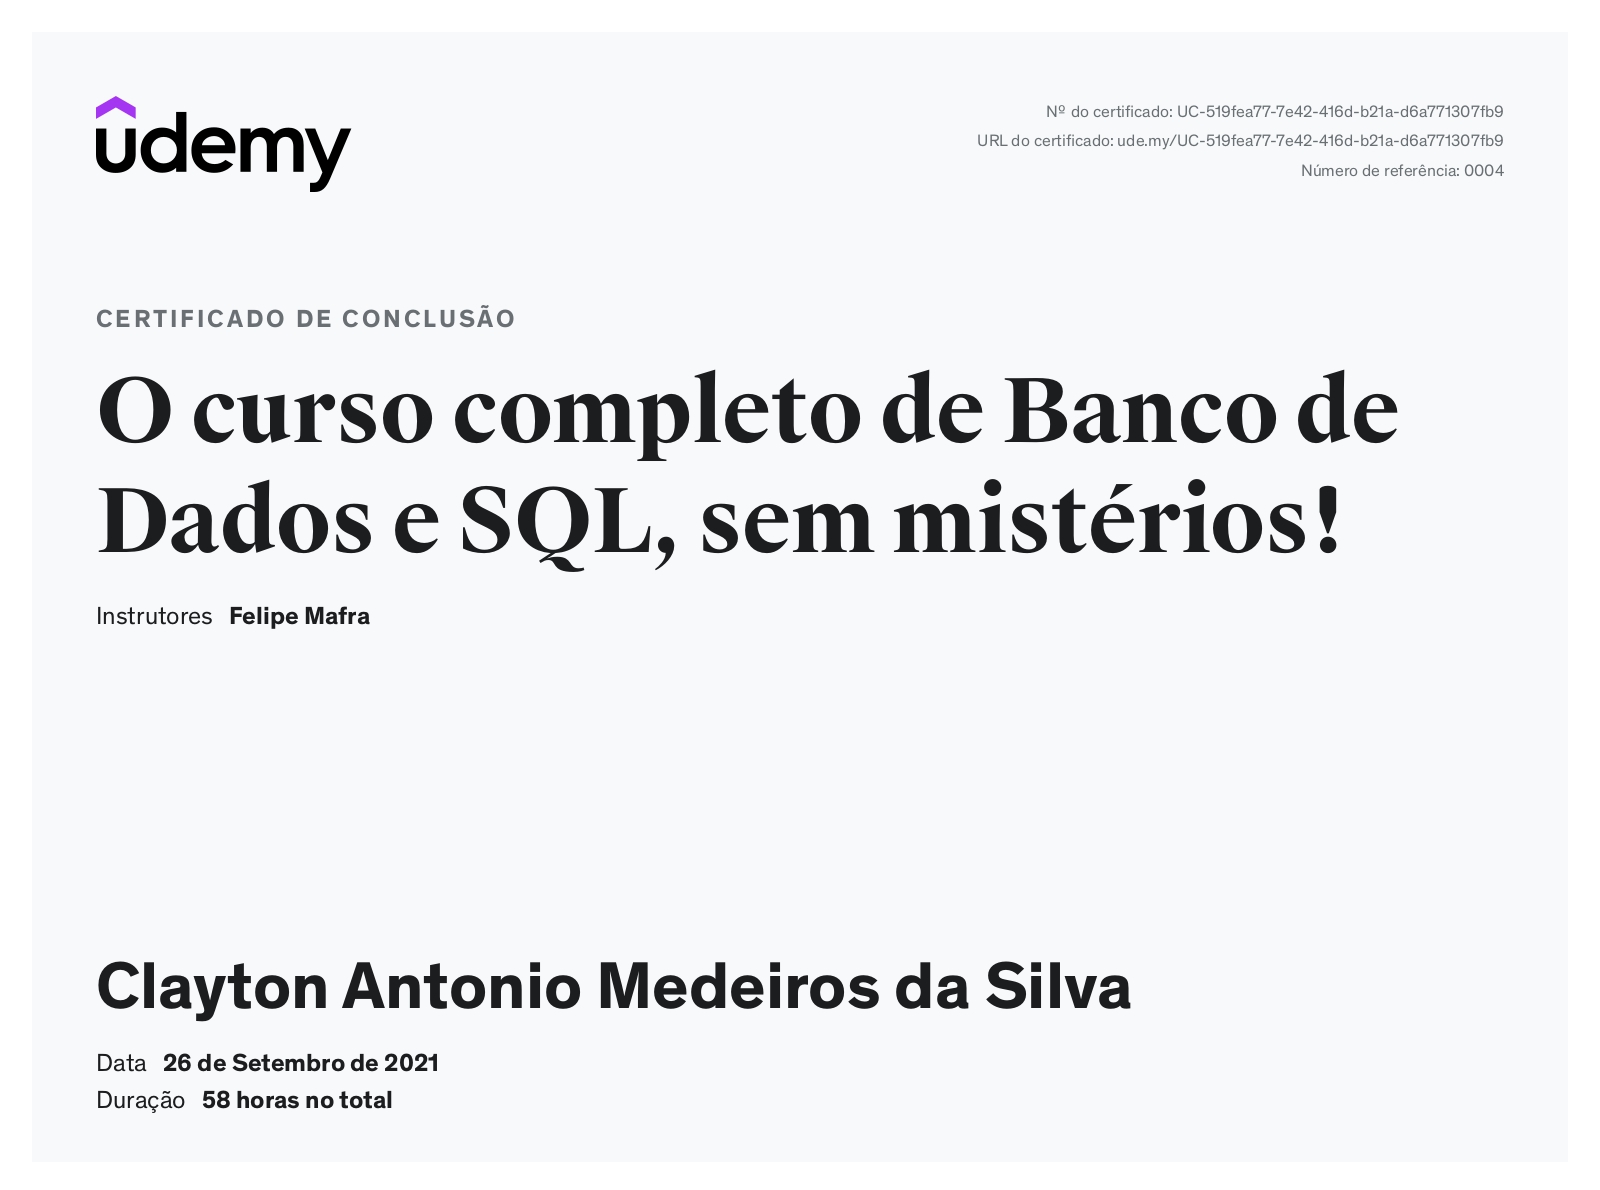 udemy
Nº do certificado: UC-519fea77-7e42-416d-b21a-d6a771307fb9
URL do certificado: ude.my/UC-519fea77-7e42-416d-b21a-d6a771307fb9
Número de referência: 0004
CERTIFICADO DE CONCLUSÃO
O curso completo de Banco de
Dados e SQL, sem mistérios!
Instrutores Felipe Mafra
Clayton Antonio Medeiros da Silva
Data 26 de Setembro de 2021
Duração 58 horas no total